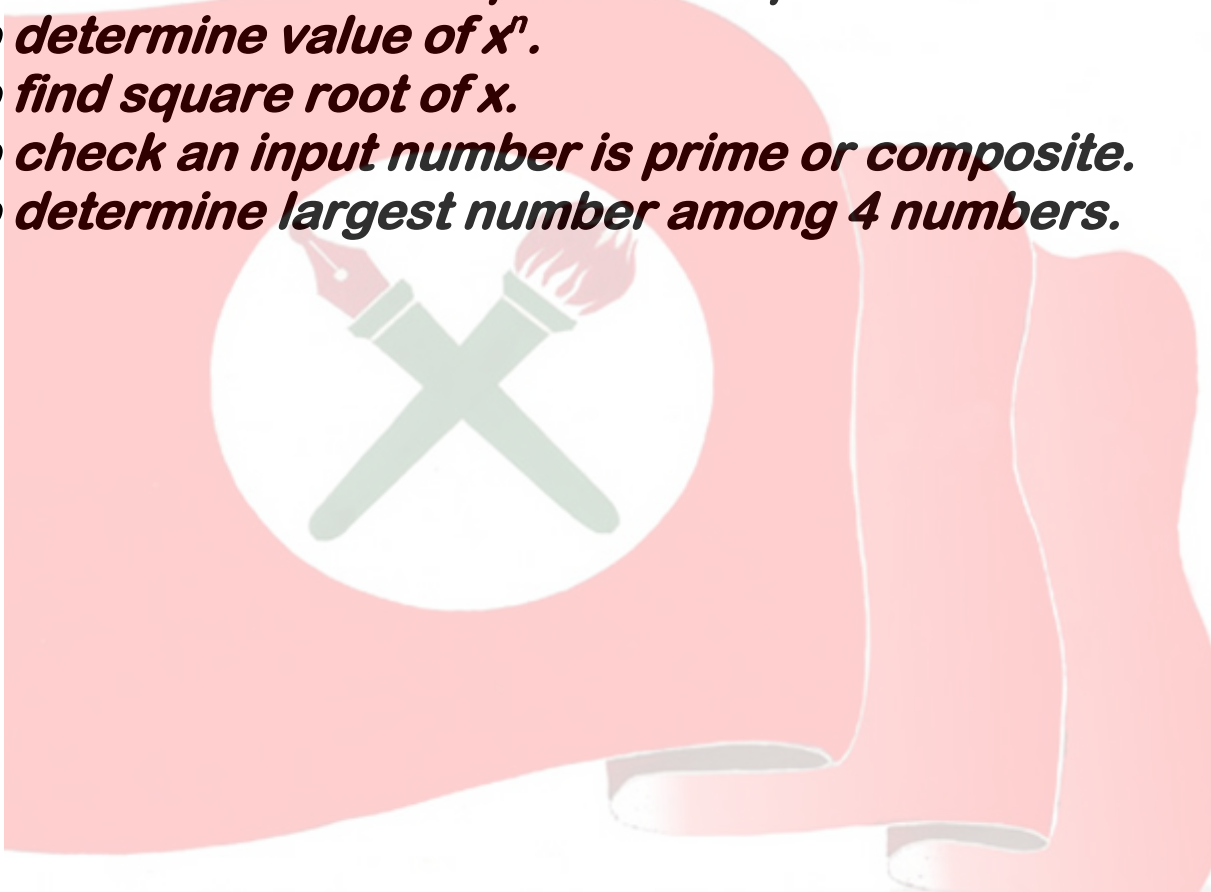 determine value of xⁿ.
find square root of x.
check an input number is prime or composite.
determine largest number among 4 numbers.